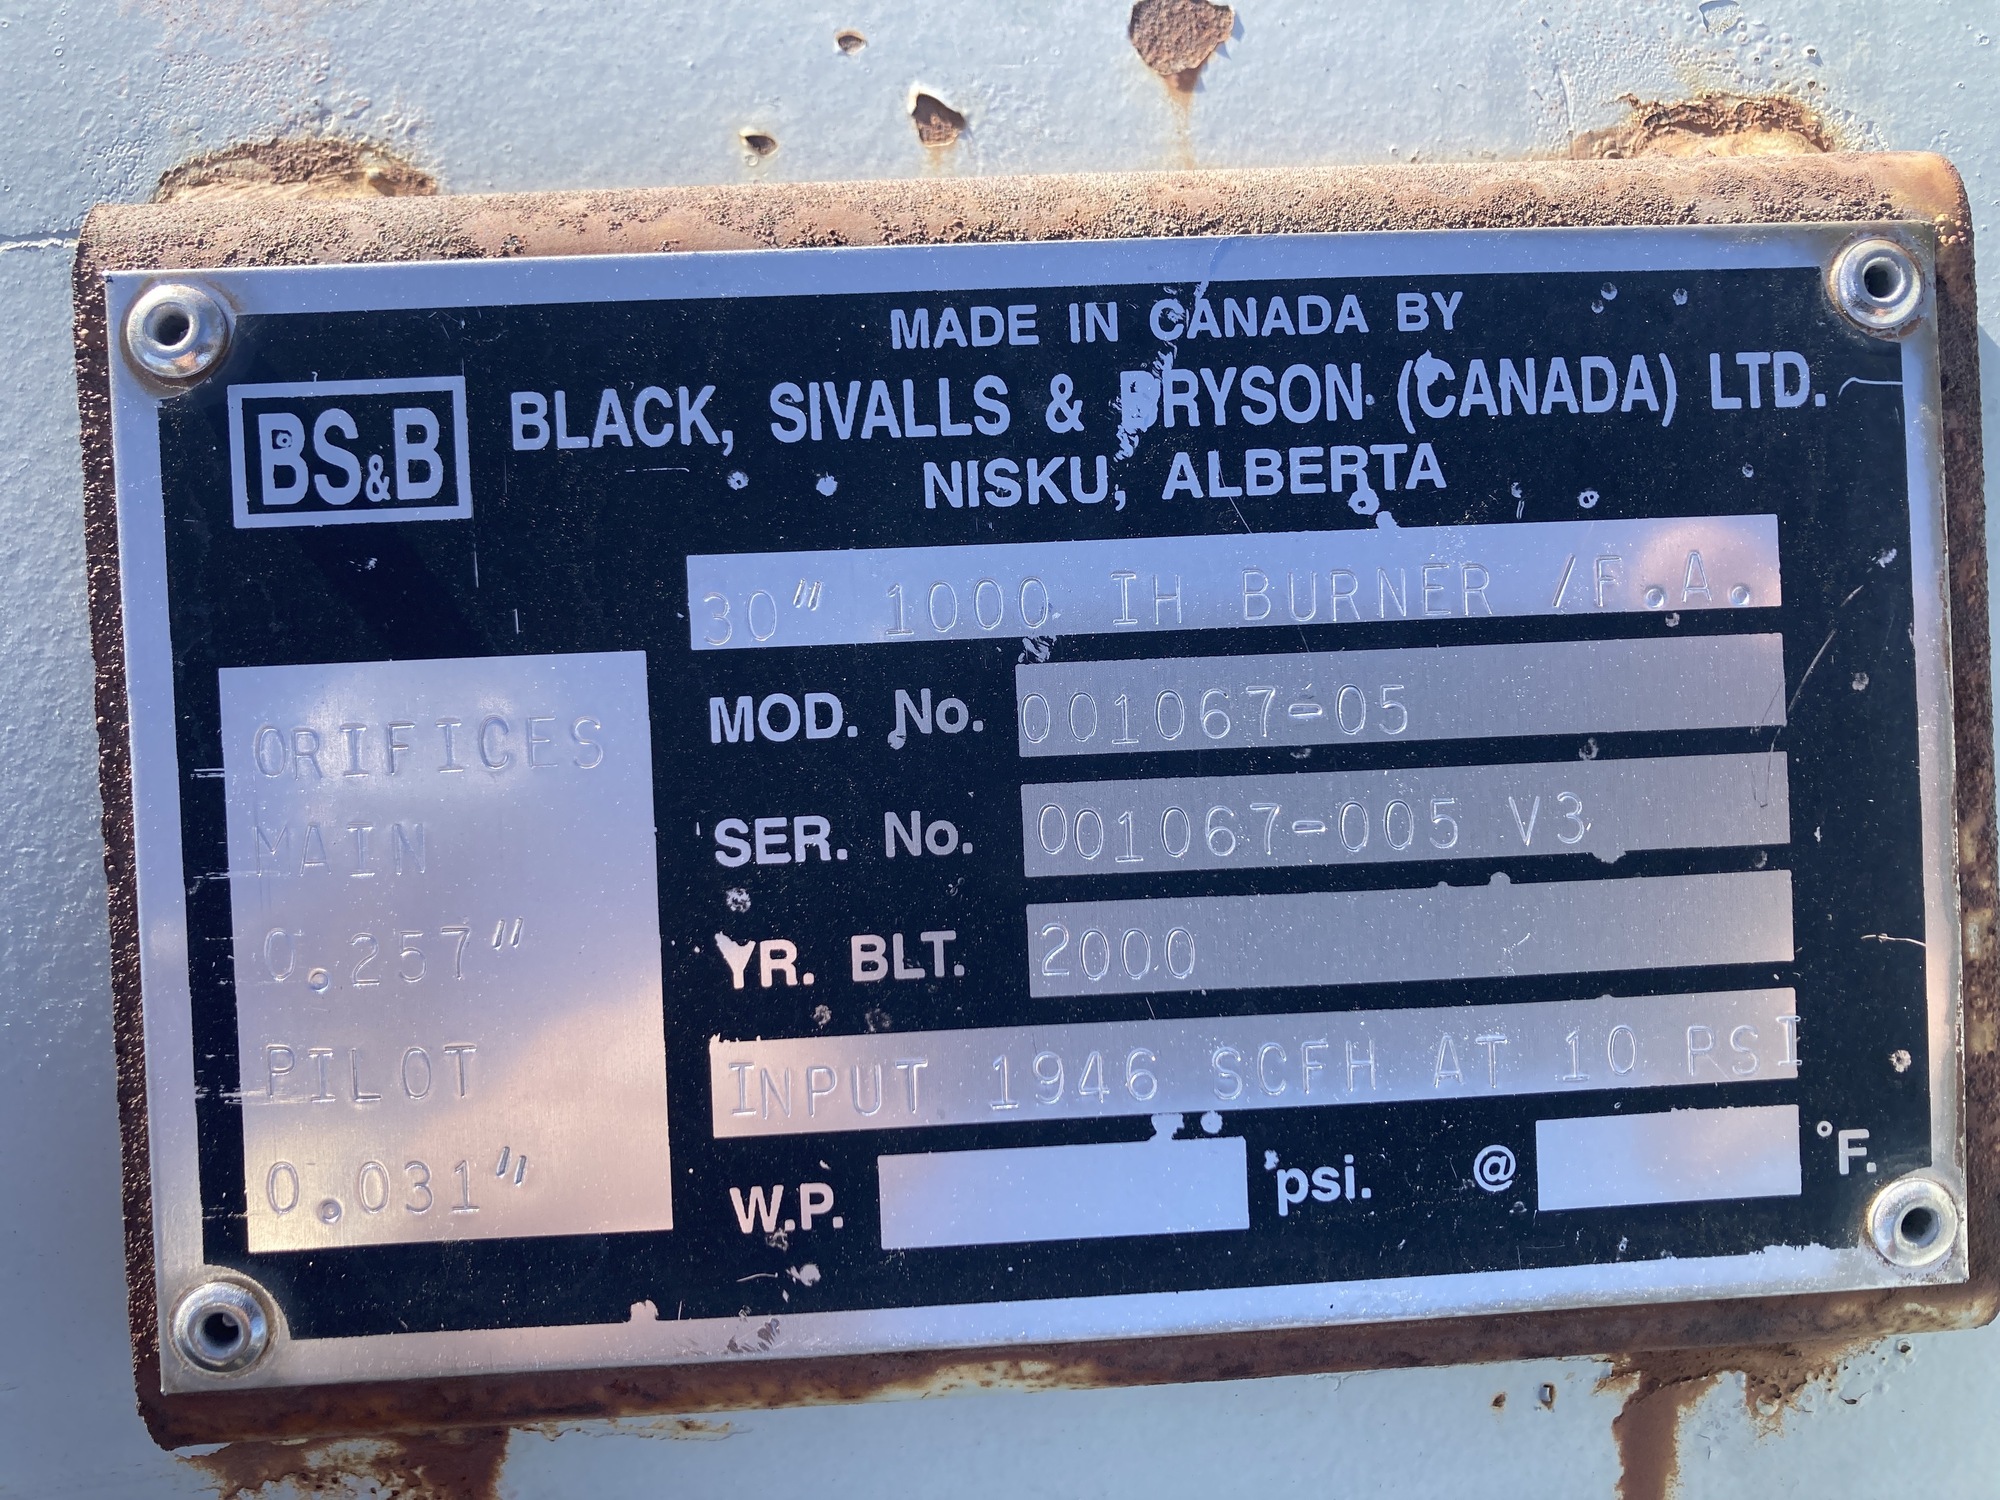 MADE IN CANADA BY
BS&B
BLACK, SIVALLS & BRYSON (CANADA) LTD.
NISKU, ALBERTA
30" 1000 IH BURNER /F.A.
MOD. No. 001067-05
SER. No. 001067-005 V3
YR. BLT. 2000
INPUT 1946 SCFH AT 10 PSI
W.P. psi. @ °F.
ORIFICES
MAIN
0.257"
PILOT
0.031"